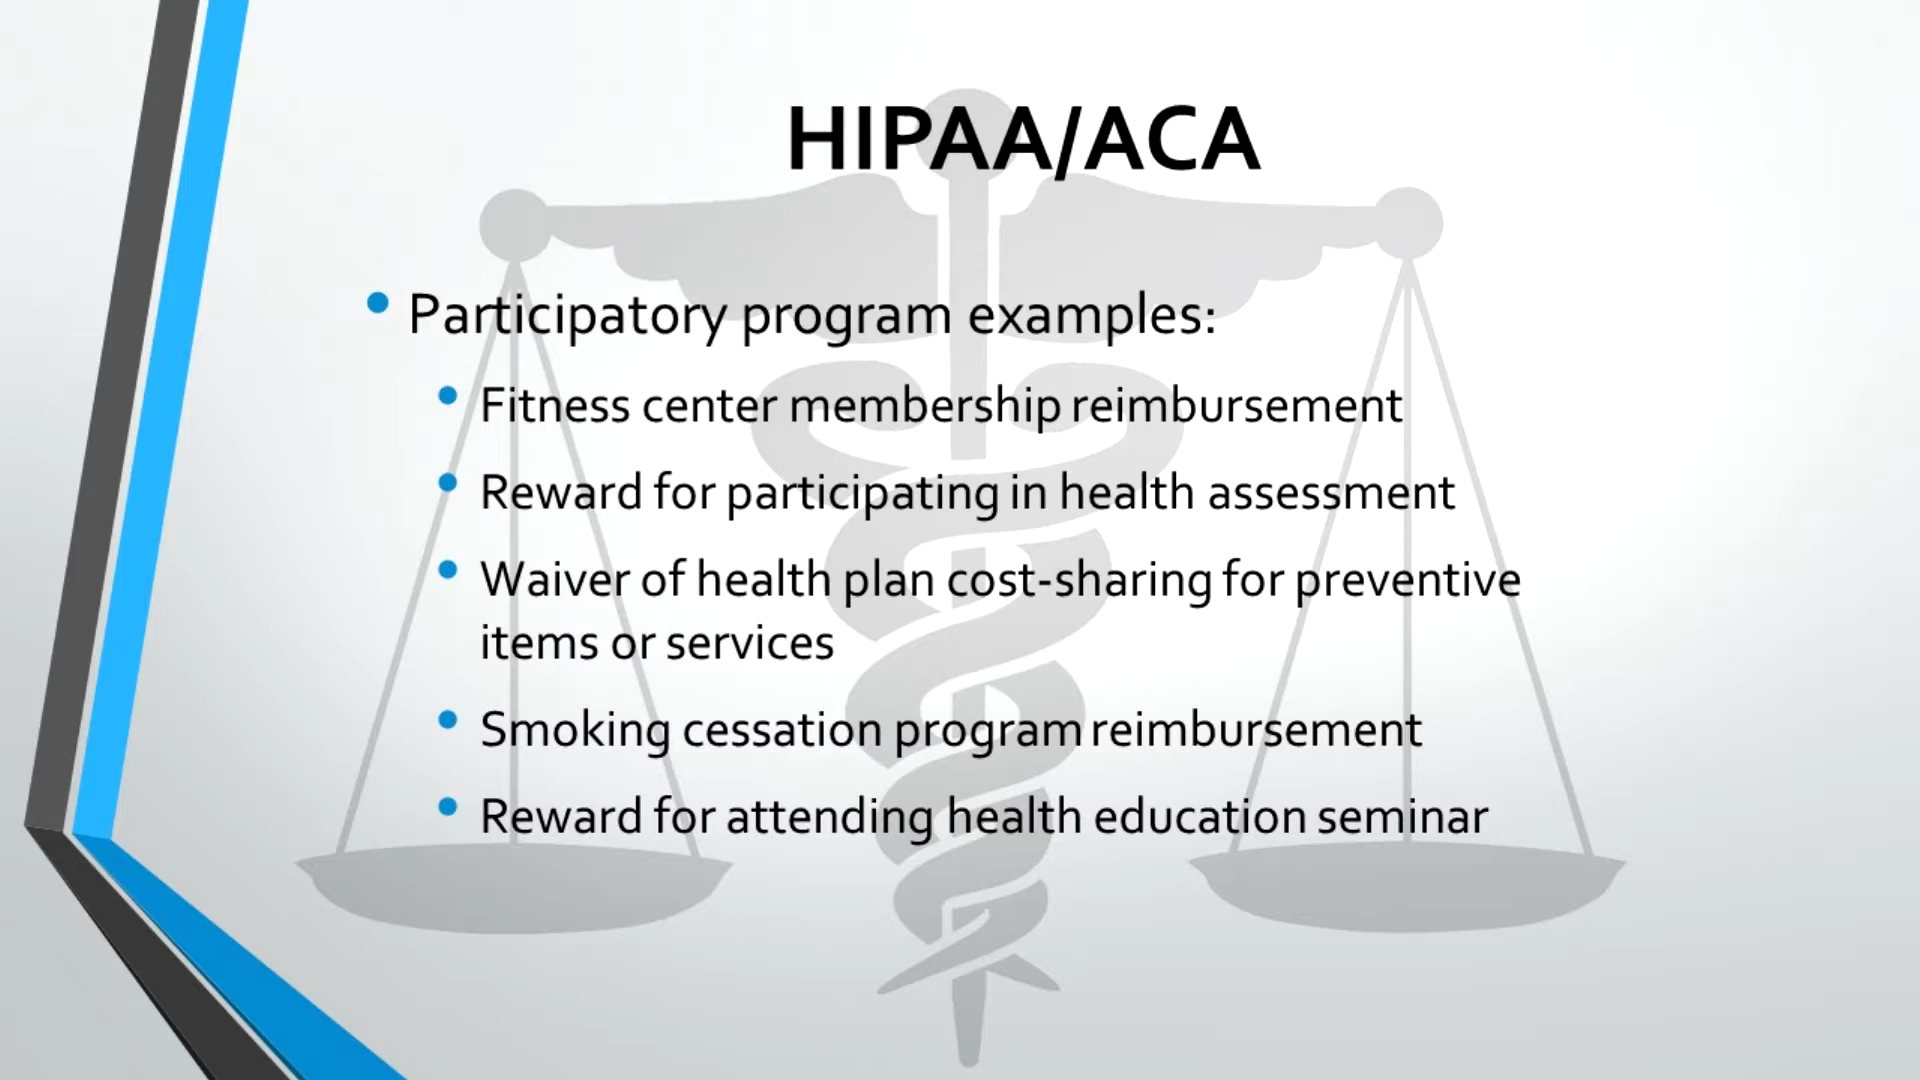 HIPAA/ACA
• Participatory program examples:
• Fitness center membership reimbursement
• Reward for participating in health assessment
• Waiver of health plan cost-sharing for preventive
items or services
• Smoking cessation program reimbursement
• Reward for attending health education seminar